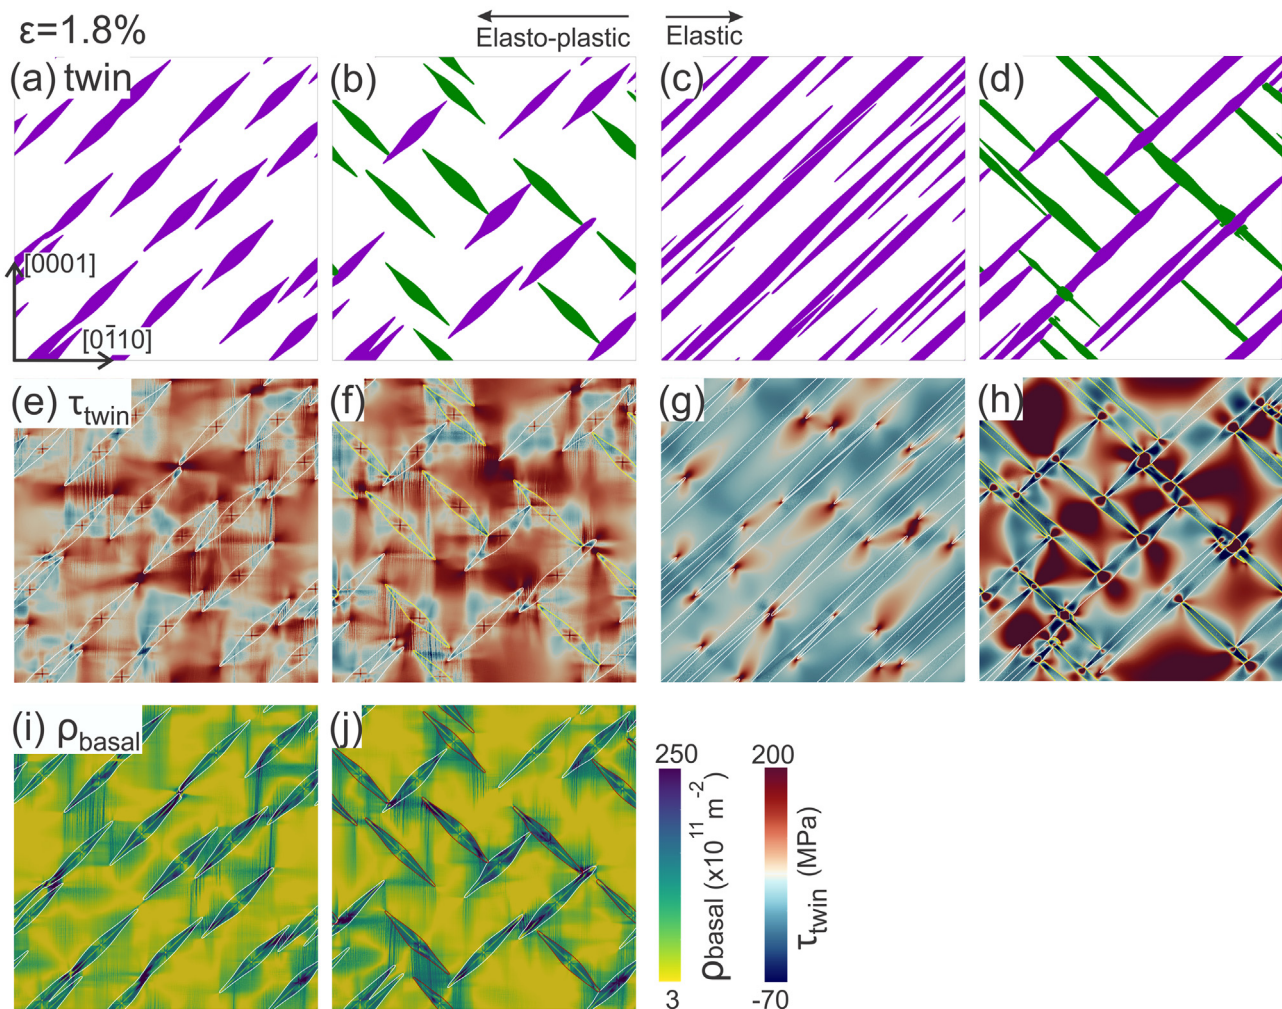 ε=1.8%
Elasto-plastic
Elastic
(a) twin
(b)
(c)
(d)
[0001]
[01̄10]
(e) τtwin
(f)
(g)
(h)
(i) ρbasal
(j)
250
200
ρbasal (x10¹¹ m⁻²)
τtwin (MPa)
3
-70